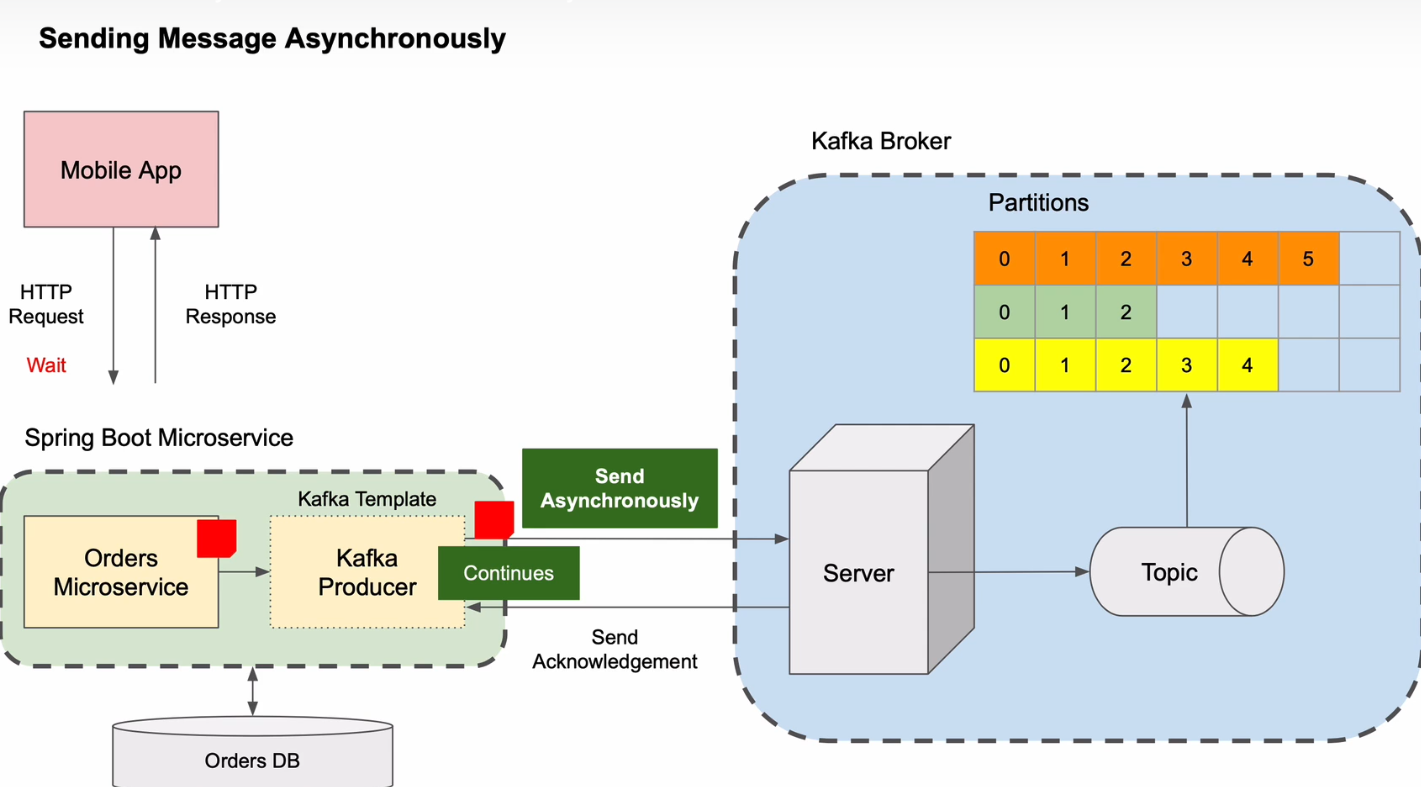 Sending Message Asynchronously
Mobile App
HTTP
Request
HTTP
Response
Wait
Spring Boot Microservice
Kafka Template
Orders
Microservice
Kafka
Producer
Send
Asynchronously
Continues
Send
Acknowledgement
Orders DB
Kafka Broker
Partitions
0 1 2 3 4 5
0 1 2
0 1 2 3 4
Server
Topic